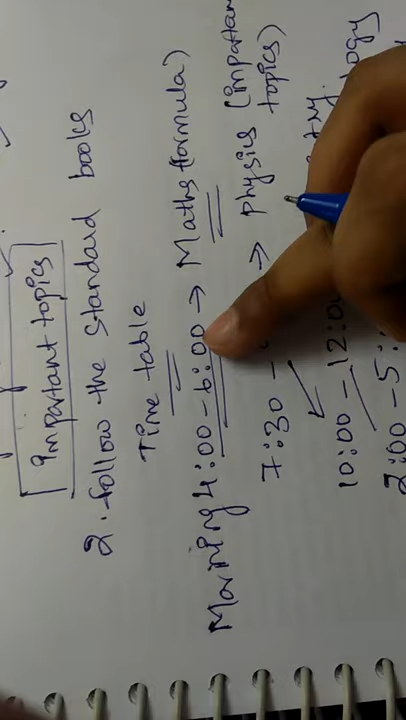 Important topics
2. follow the standard books
Time table
Morning 4:00-6:00 → Maths (formula)
7:30 - → physics (important
topics)
10:00 - 12:0
2:00 - 5: